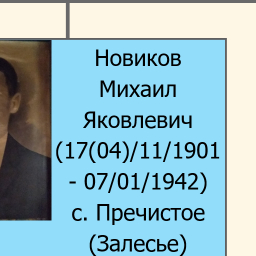 Новиков
Михаил
Яковлевич
(17(04)/11/1901
- 07/01/1942)
с. Пречистое
(Залесье)